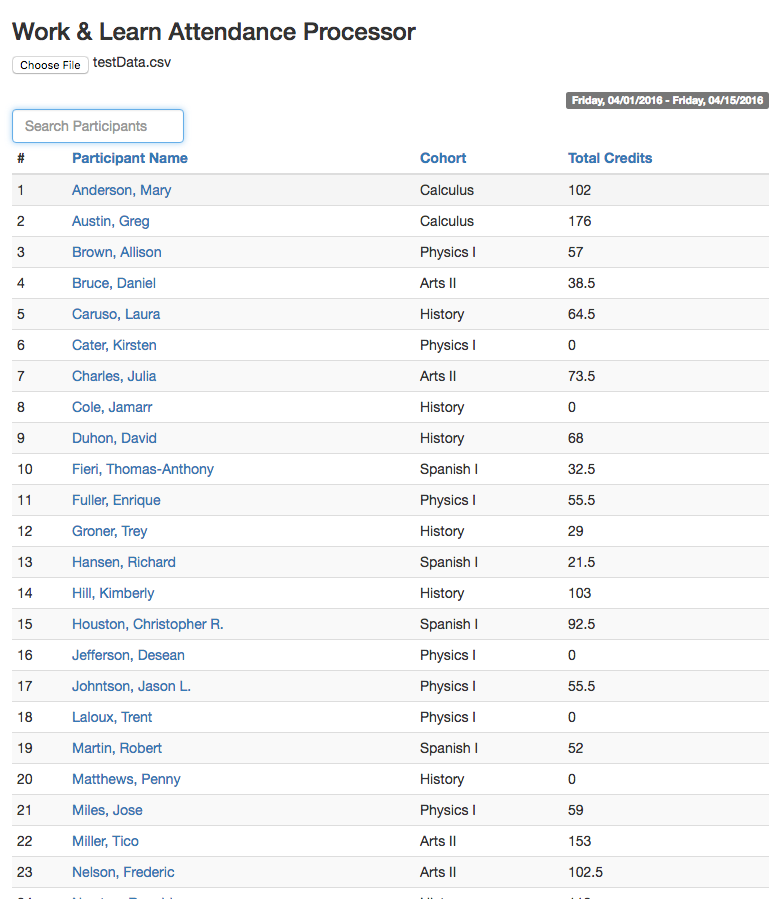 Work & Learn Attendance Processor
Choose File testData.csv
Friday, 04/01/2016 - Friday, 04/15/2016
Search Participants
# Participant Name Cohort Total Credits
1 Anderson, Mary Calculus 102
2 Austin, Greg Calculus 176
3 Brown, Allison Physics I 57
4 Bruce, Daniel Arts II 38.5
5 Caruso, Laura History 64.5
6 Cater, Kirsten Physics I 0
7 Charles, Julia Arts II 73.5
8 Cole, Jamarr History 0
9 Duhon, David History 68
10 Fieri, Thomas-Anthony Spanish I 32.5
11 Fuller, Enrique Physics I 55.5
12 Groner, Trey History 29
13 Hansen, Richard Spanish I 21.5
14 Hill, Kimberly History 103
15 Houston, Christopher R. Spanish I 92.5
16 Jefferson, Desean Physics I 0
17 Johntson, Jason L. Physics I 55.5
18 Laloux, Trent Physics I 0
19 Martin, Robert Spanish I 52
20 Matthews, Penny History 0
21 Miles, Jose Physics I 59
22 Miller, Tico Arts II 153
23 Nelson, Frederic Arts II 102.5